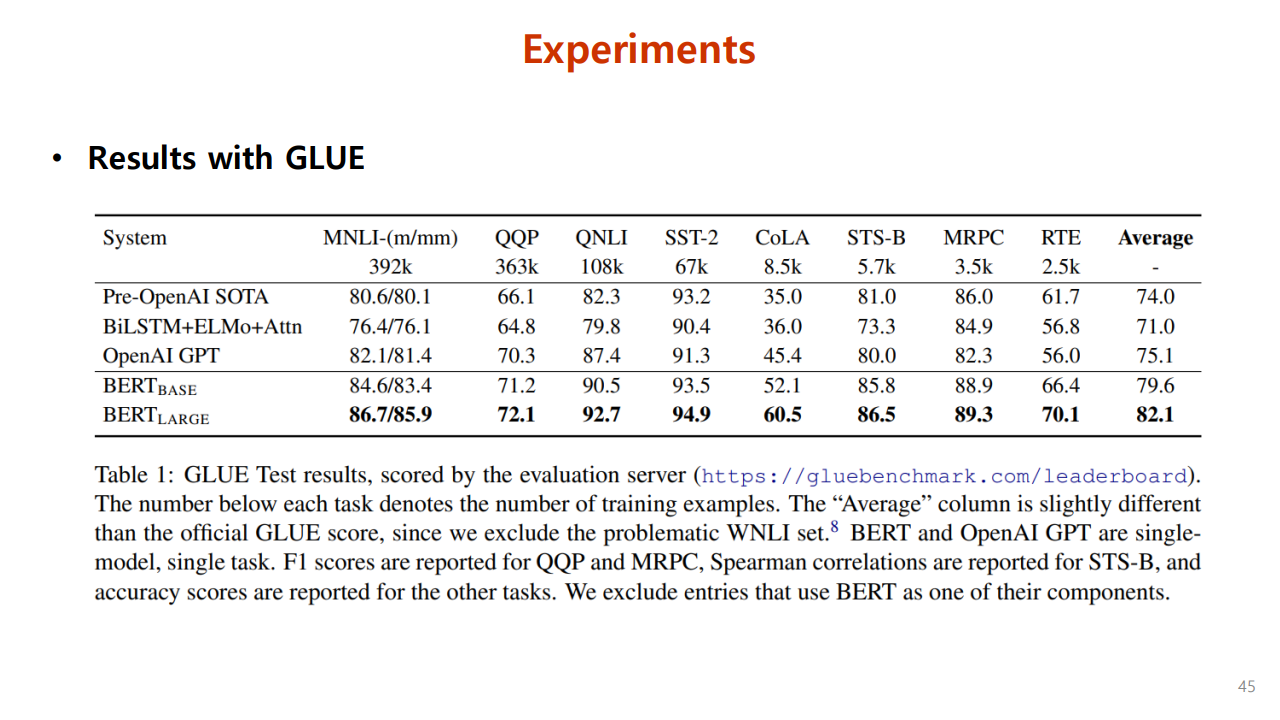 Experiments
• Results with GLUE
System MNLI-(m/mm) QQP QNLI SST-2 CoLA STS-B MRPC RTE Average
392k 363k 108k 67k 8.5k 5.7k 3.5k 2.5k -
Pre-OpenAI SOTA 80.6/80.1 66.1 82.3 93.2 35.0 81.0 86.0 61.7 74.0
BiLSTM+ELMo+Attn 76.4/76.1 64.8 79.8 90.4 36.0 73.3 84.9 56.8 71.0
OpenAI GPT 82.1/81.4 70.3 87.4 91.3 45.4 80.0 82.3 56.0 75.1
BERTBASE 84.6/83.4 71.2 90.5 93.5 52.1 85.8 88.9 66.4 79.6
BERTLARGE 86.7/85.9 72.1 92.7 94.9 60.5 86.5 89.3 70.1 82.1
Table 1: GLUE Test results, scored by the evaluation server (https://gluebenchmark.com/leaderboard).
The number below each task denotes the number of training examples. The “Average” column is slightly different
than the official GLUE score, since we exclude the problematic WNLI set.8 BERT and OpenAI GPT are single-
model, single task. F1 scores are reported for QQP and MRPC, Spearman correlations are reported for STS-B, and
accuracy scores are reported for the other tasks. We exclude entries that use BERT as one of their components.
45